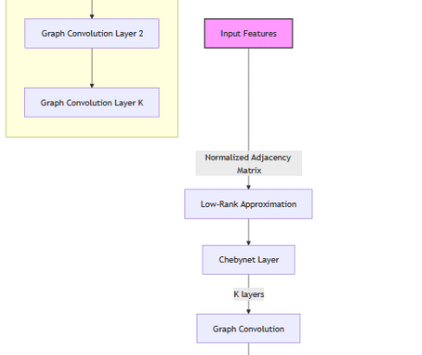 Graph Convolution Layer 2
Graph Convolution Layer K
Input Features
Normalized Adjacency
Matrix
Low-Rank Approximation
Chebynet Layer
K layers
Graph Convolution